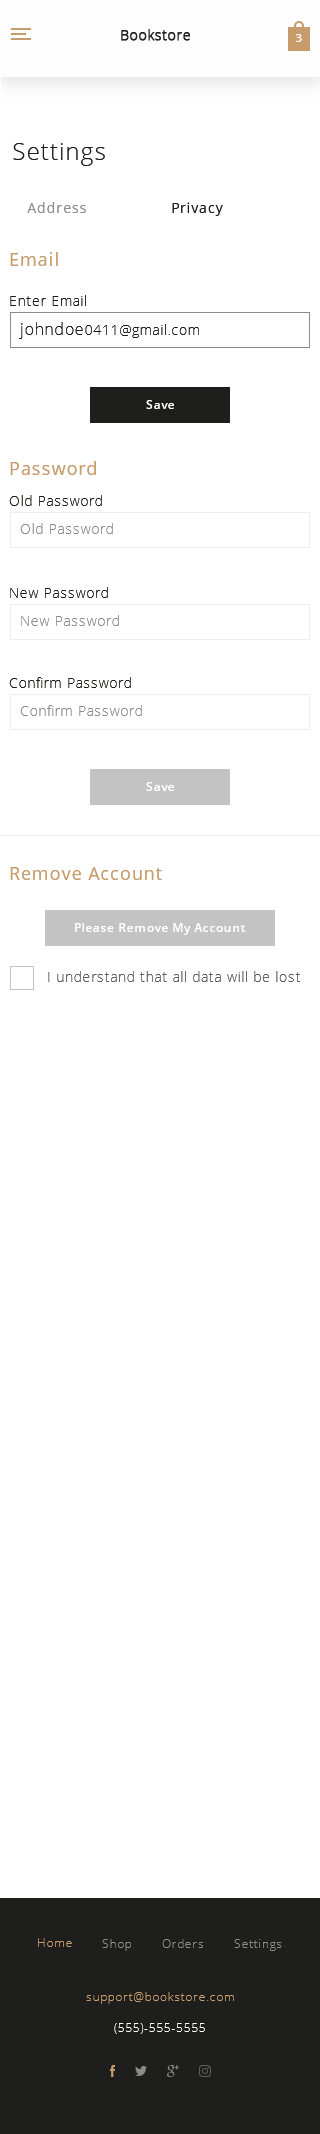 Bookstore
3
Settings
Address Privacy
Email
Enter Email
johndoe0411@gmail.com
Save
Password
Old Password
Old Password
New Password
New Password
Confirm Password
Confirm Password
Save
Remove Account
Please Remove My Account
I understand that all data will be lost
Home Shop Orders Settings
support@bookstore.com
(555)-555-5555